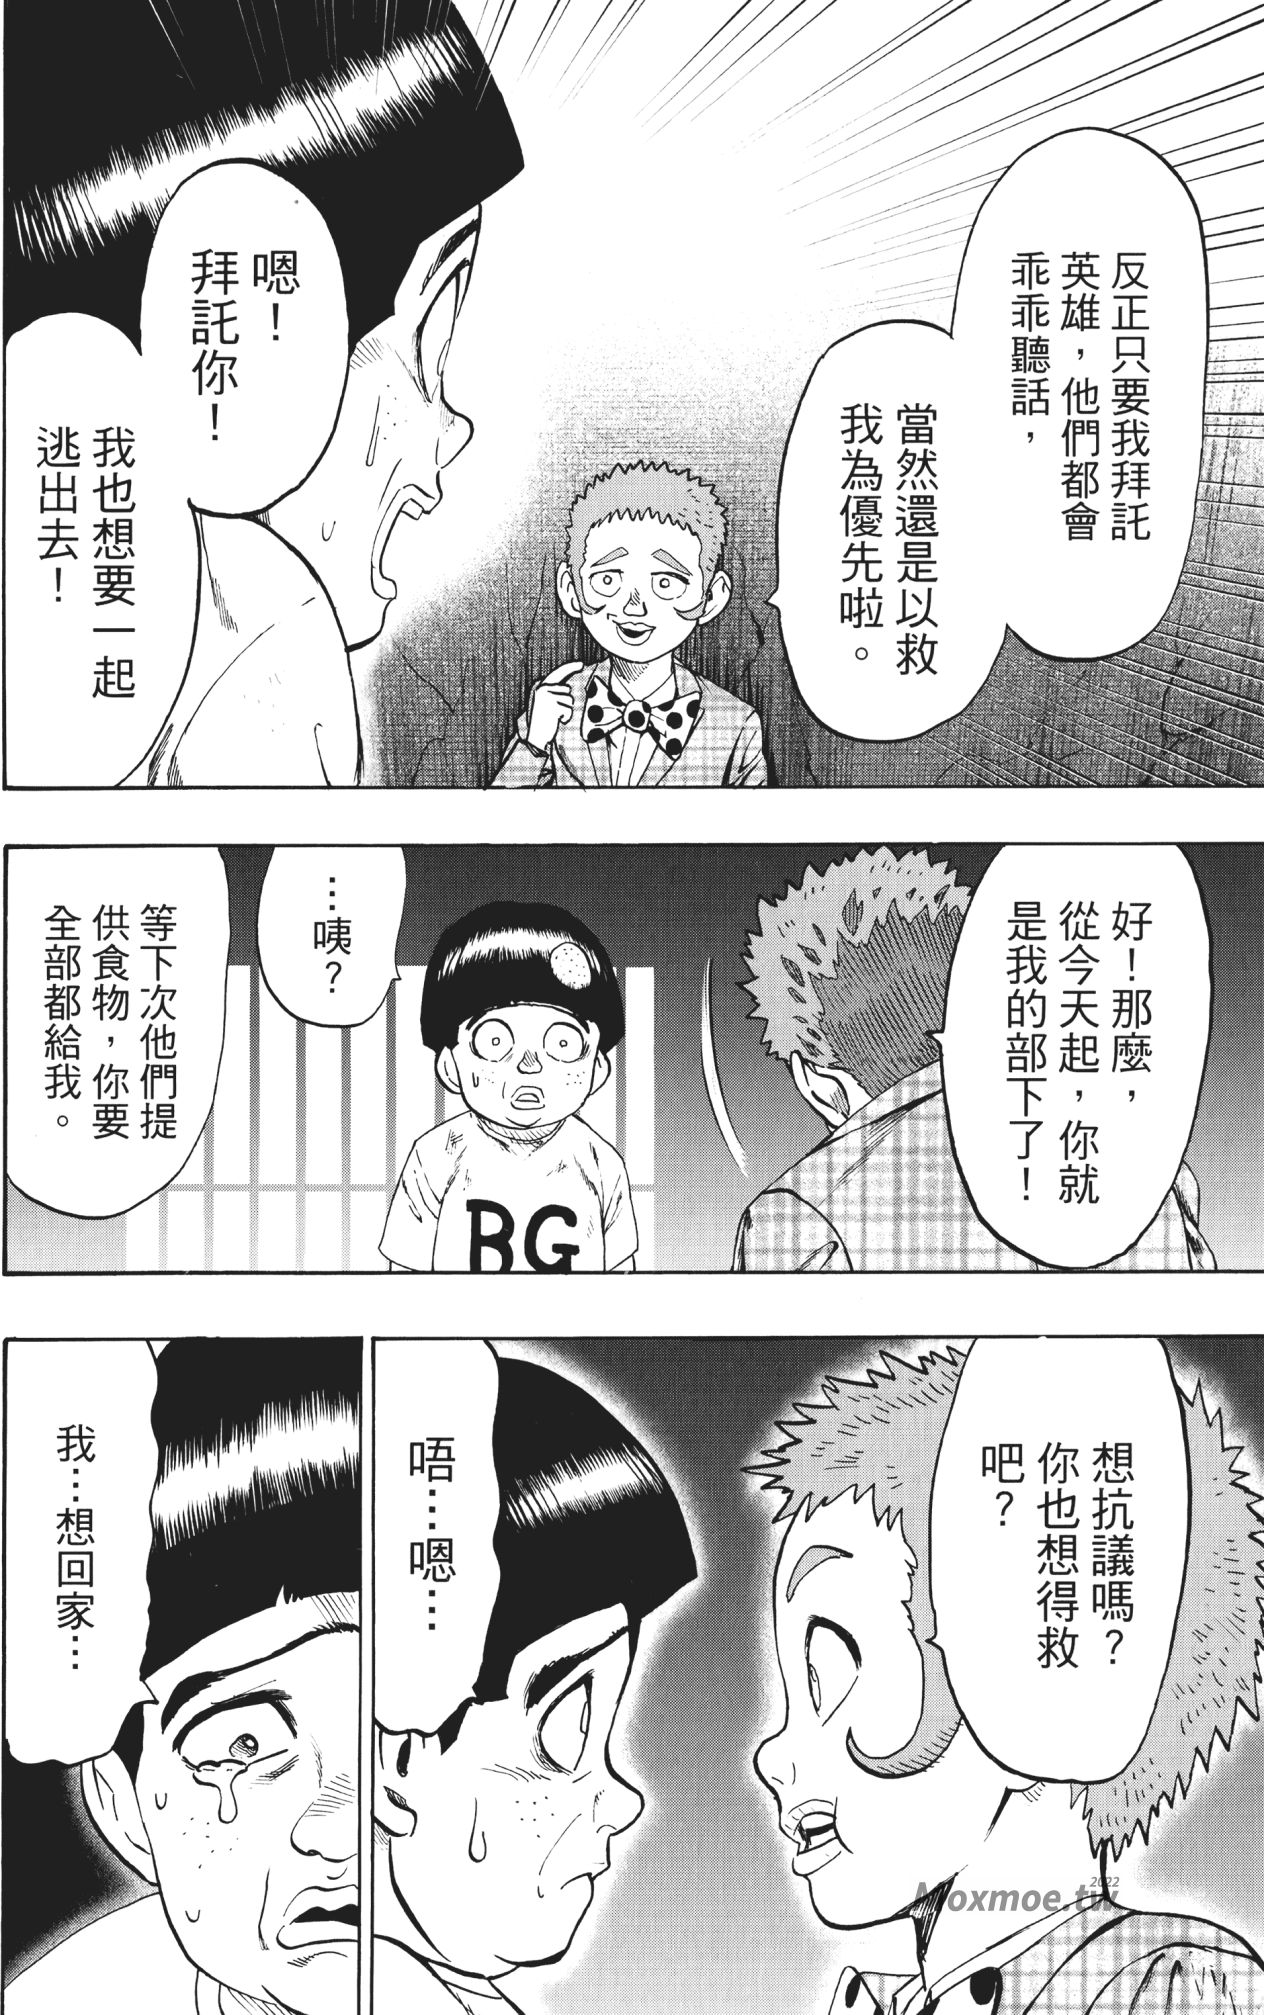 反正只要我拜託
英雄，他們都會
乖乖聽話，
當然還是以救
我為優先啦。
嗯！
拜託你！
我也想要一起
逃出去！
好！那麼，
從今天起，你就
是我的部下了！
…咦？
等下次他們提
供食物，你要
全部都給我。
BG
想抗議嗎？
你也想得救
吧？
唔…嗯…
我…想回家…
2022
Moxmoe.tw